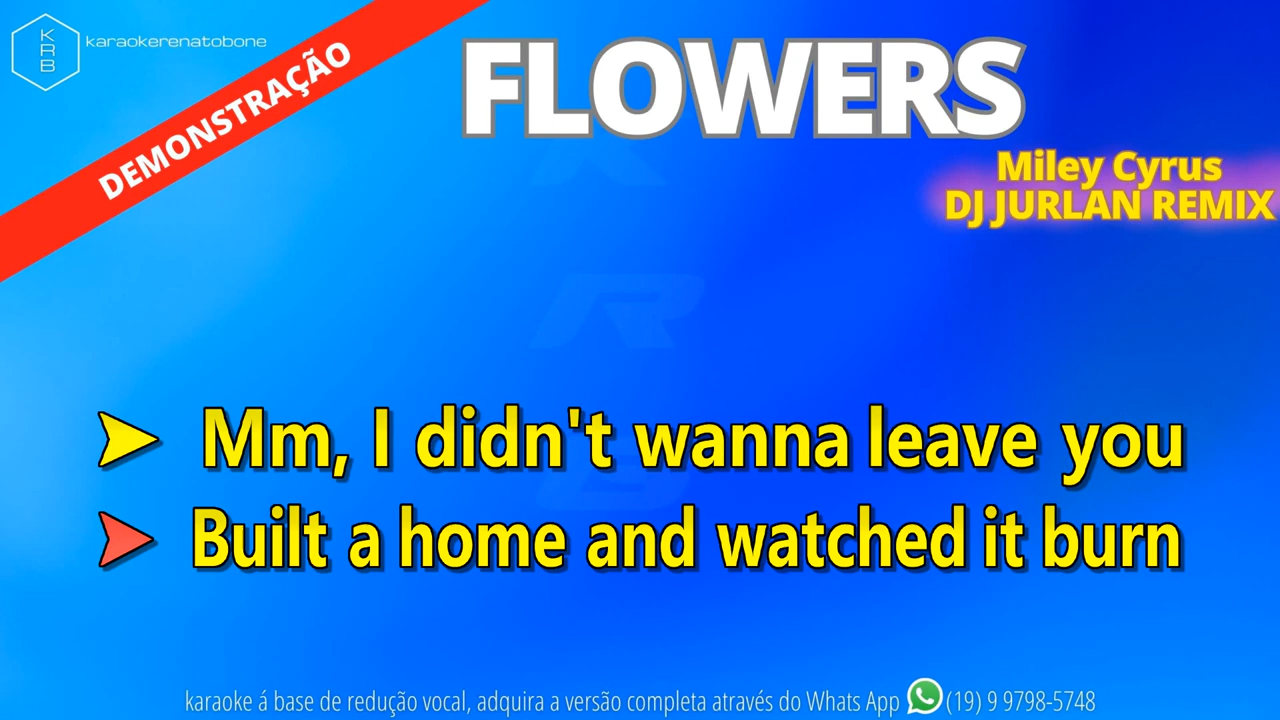 K
R
B
karaokerenatobone
DEMONSTRAÇÃO
FLOWERS
Miley Cyrus
DJ JURLAN REMIX
K
R
B
Mm, I didn't wanna leave you
Built a home and watched it burn
karaoke á base de redução vocal, adquira a versão completa através do Whats App (19) 9 9798-5748